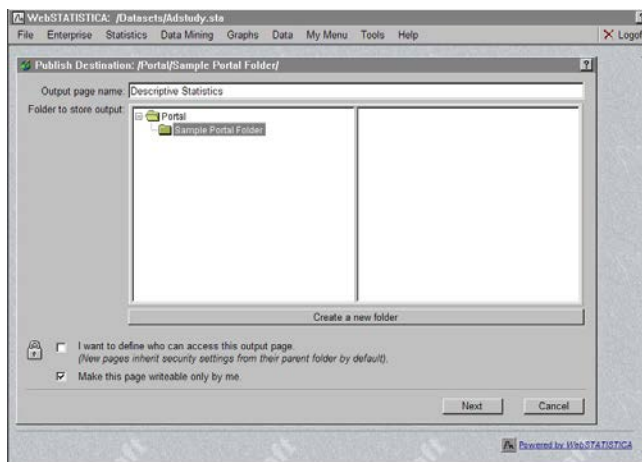 WebSTATISTICA: /Datasets/Adstudy.sta
File Enterprise Statistics Data Mining Graphs Data My Menu Tools Help Logof
Publish Destination: /Portal/Sample Portal Folder/
Output page name: Descriptive Statistics
Folder to store output:
Portal
Sample Portal Folder
Create a new folder
I want to define who can access this output page.
(New pages inherit security settings from their parent folder by default).
Make this page writeable only by me.
Next Cancel
Powered by WebSTATISTICA